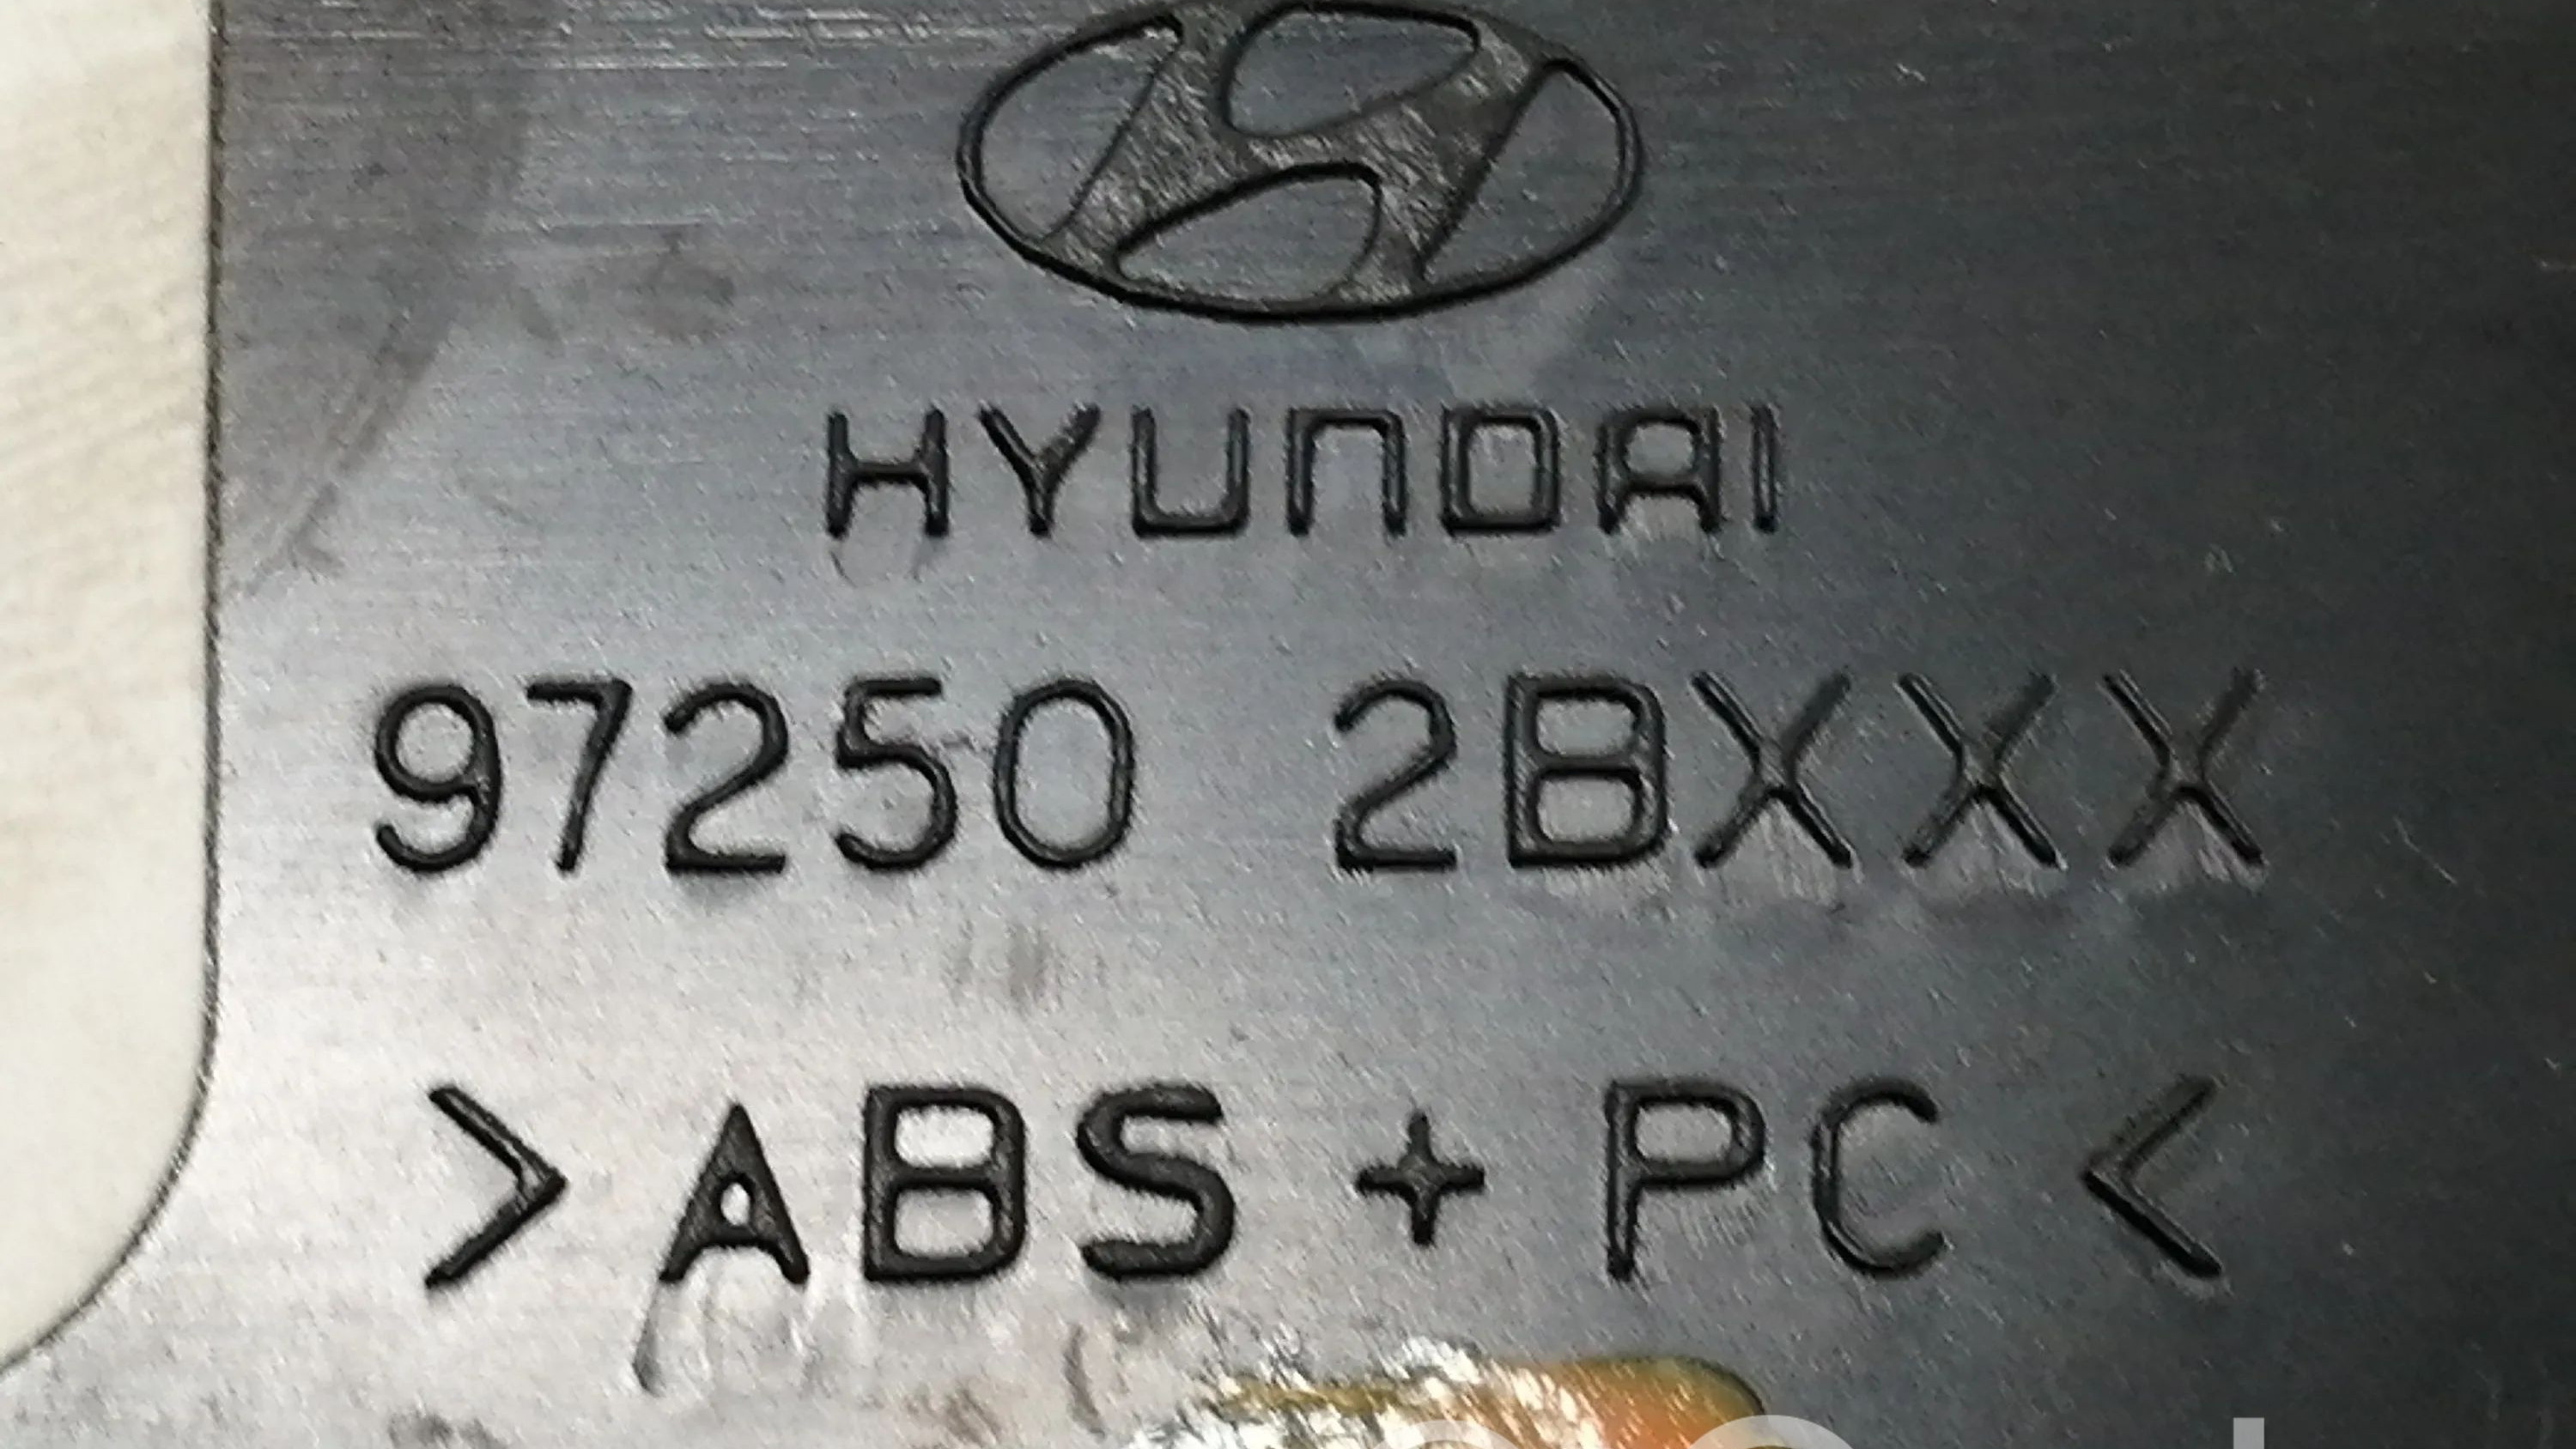 HYUNDAI
97250 2BXXX
>ABS + PC<